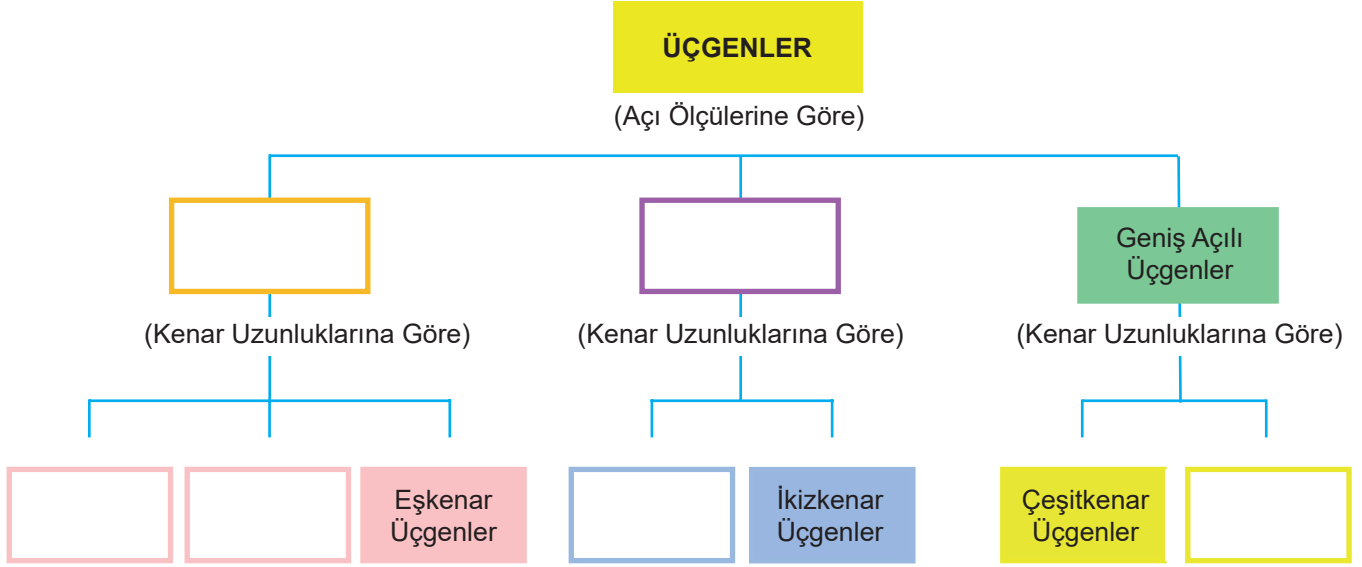 ÜÇGENLER
(Açı Ölçülerine Göre)
Geniş Açılı
Üçgenler
(Kenar Uzunluklarına Göre)
(Kenar Uzunluklarına Göre)
(Kenar Uzunluklarına Göre)
Eşkenar
Üçgenler
İkizkenar
Üçgenler
Çeşitkenar
Üçgenler